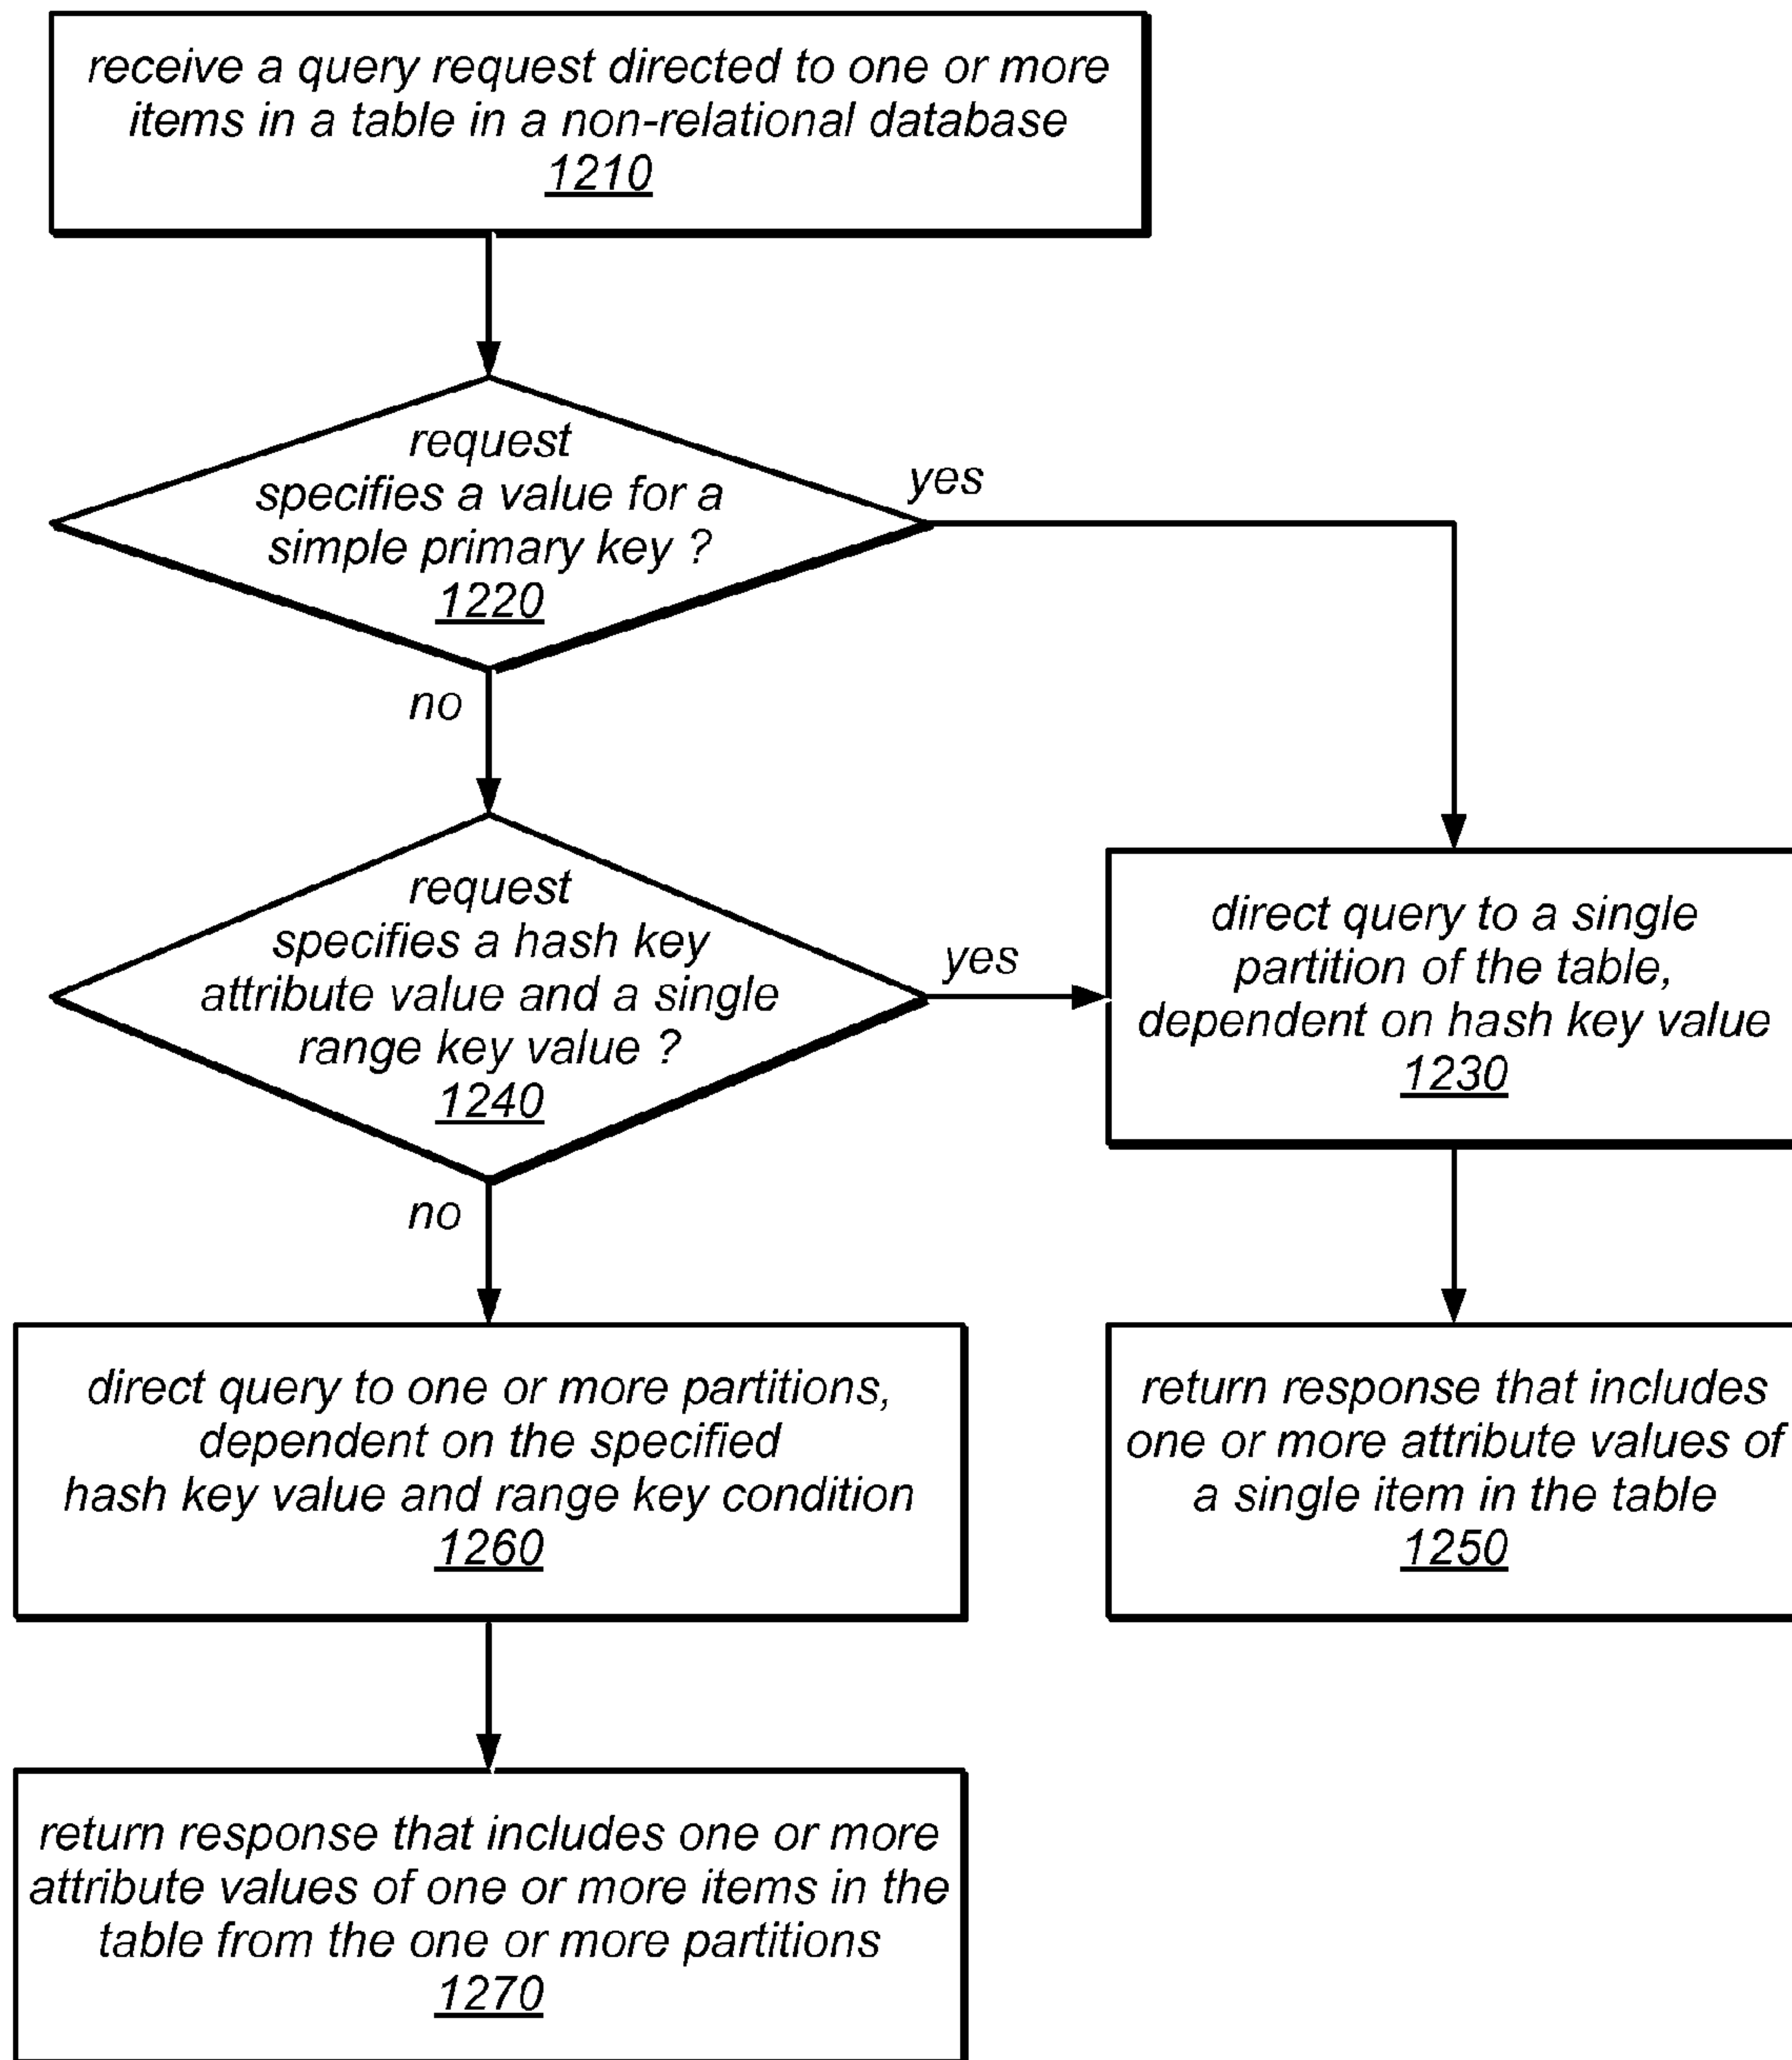 receive a query request directed to one or more
items in a table in a non-relational database
1210
request
specifies a value for a
simple primary key ?
1220
yes
no
request
specifies a hash key
attribute value and a single
range key value ?
1240
yes
direct query to a single
partition of the table,
dependent on hash key value
1230
no
direct query to one or more partitions,
dependent on the specified
hash key value and range key condition
1260
return response that includes
one or more attribute values of
a single item in the table
1250
return response that includes one or more
attribute values of one or more items in the
table from the one or more partitions
1270